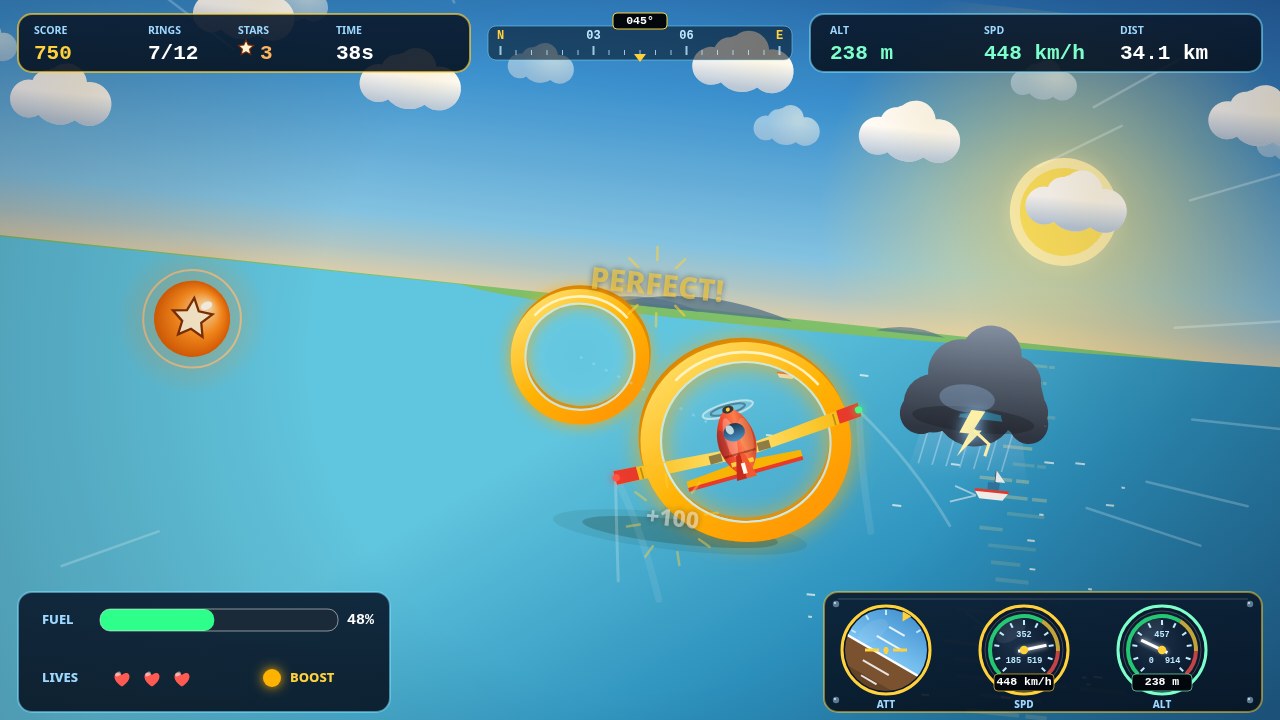 SCORE RINGS STARS TIME
750 7/12 3 38s
045°
N 03 06 E
ALT SPD DIST
238 m 448 km/h 34.1 km
PERFECT!
+100
FUEL 48%
LIVES BOOST
352
185 519
448 km/h
457
0 914
238 m
ATT SPD ALT